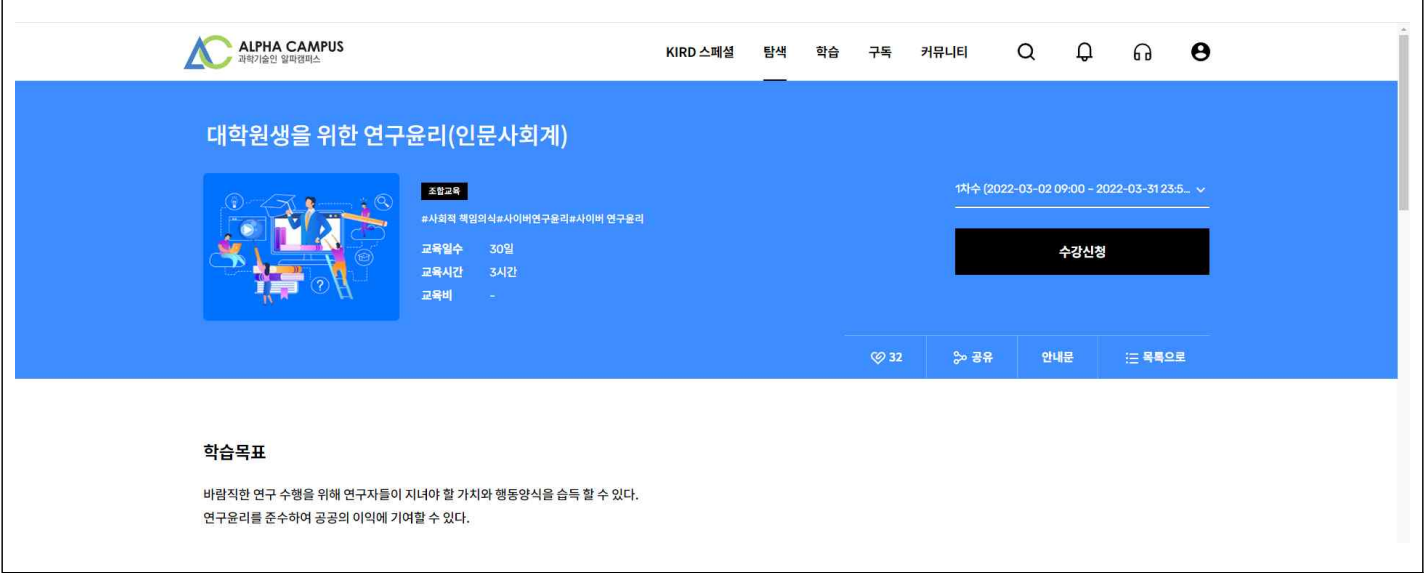 ALPHA CAMPUS
과학기술인 알파캠퍼스
KIRD 스페셜 탐색 학습 구독 커뮤니티
대학원생을 위한 연구윤리(인문사회계)
조합교육
#사회적 책임의식#사이버연구윤리#사이버 연구윤리
교육일수 30일
교육시간 3시간
교육비 -
1차수 (2022-03-02 09:00 ~ 2022-03-31 23:5...
수강신청
32 공유 안내문 목록으로
학습목표
바람직한 연구 수행을 위해 연구자들이 지녀야 할 가치와 행동양식을 습득 할 수 있다.
연구윤리를 준수하여 공공의 이익에 기여할 수 있다.